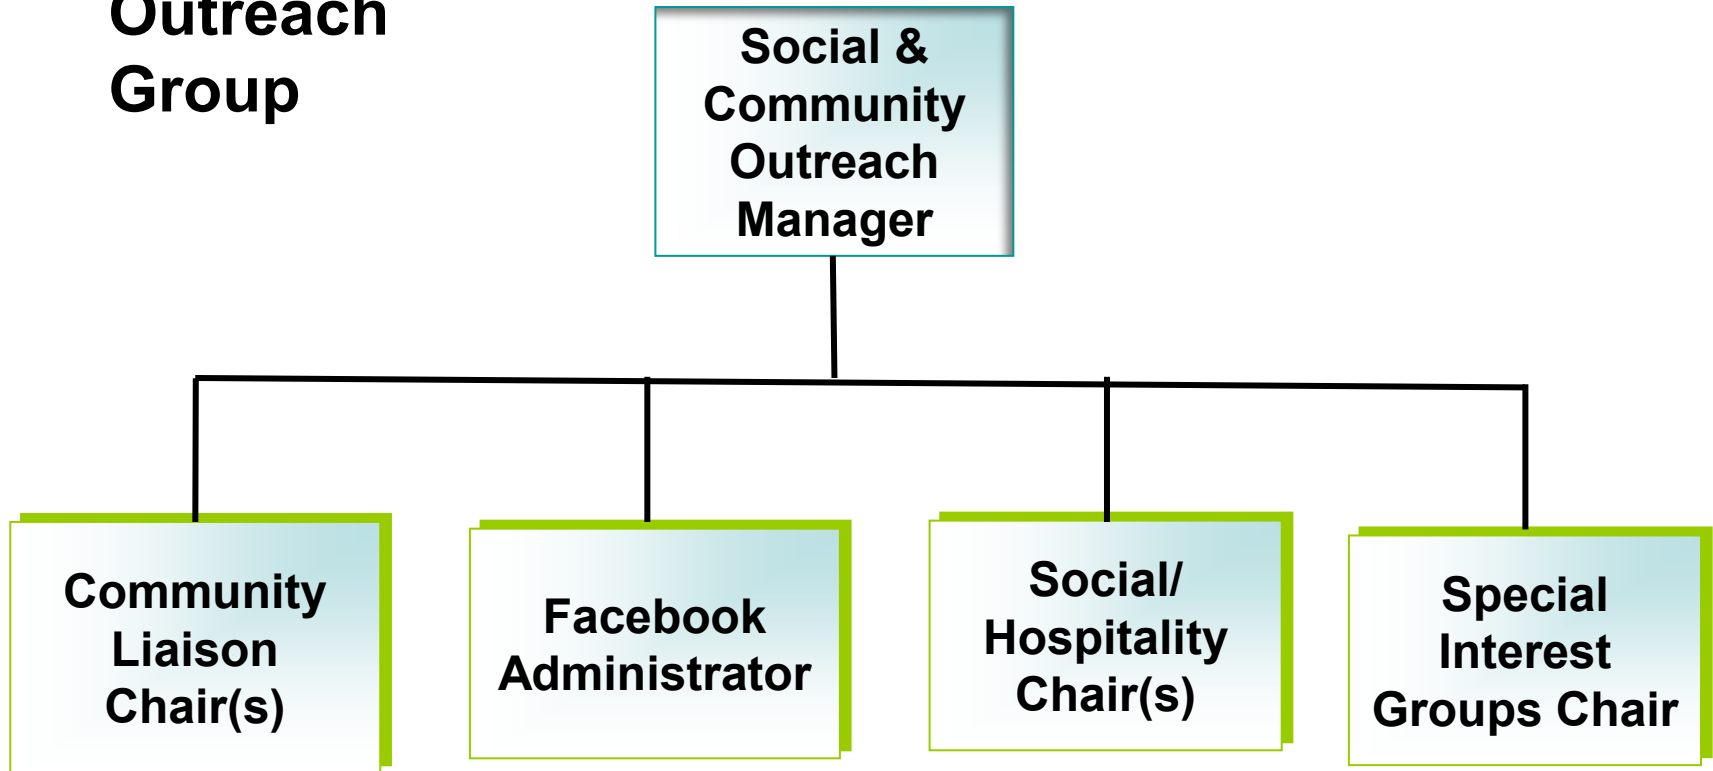 Outreach
Group
Social &
Community
Outreach
Manager
Community
Liaison
Chair(s)
Facebook
Administrator
Social/
Hospitality
Chair(s)
Special
Interest
Groups Chair